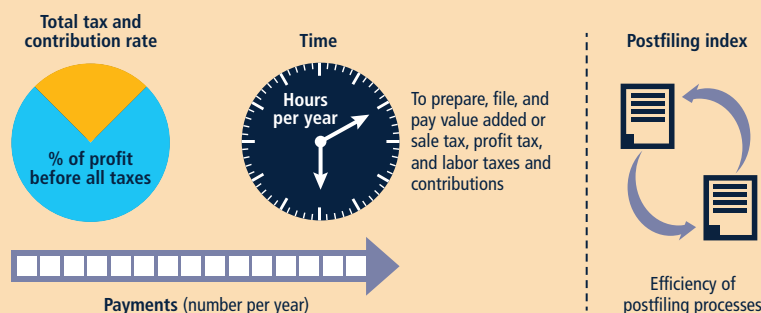 Total tax and
contribution rate
% of profit
before all taxes
Time
Hours
per year
To prepare, file, and
pay value added or
sale tax, profit tax,
and labor taxes and
contributions
Payments (number per year)
Postfiling index
Efficiency of
postfiling processes